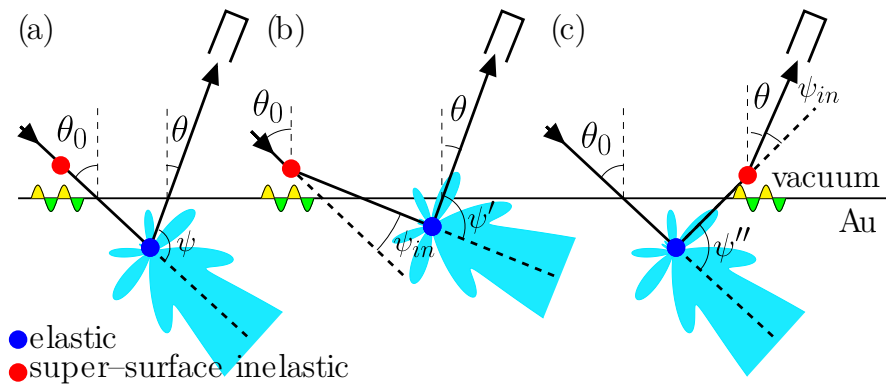 (a) (b) (c)
θ₀ θ θ₀ θ θ₀ θ ψᵢₙ
vacuum
Au
ψ ψᵢₙ ψ′ ψ″
elastic
super–surface inelastic